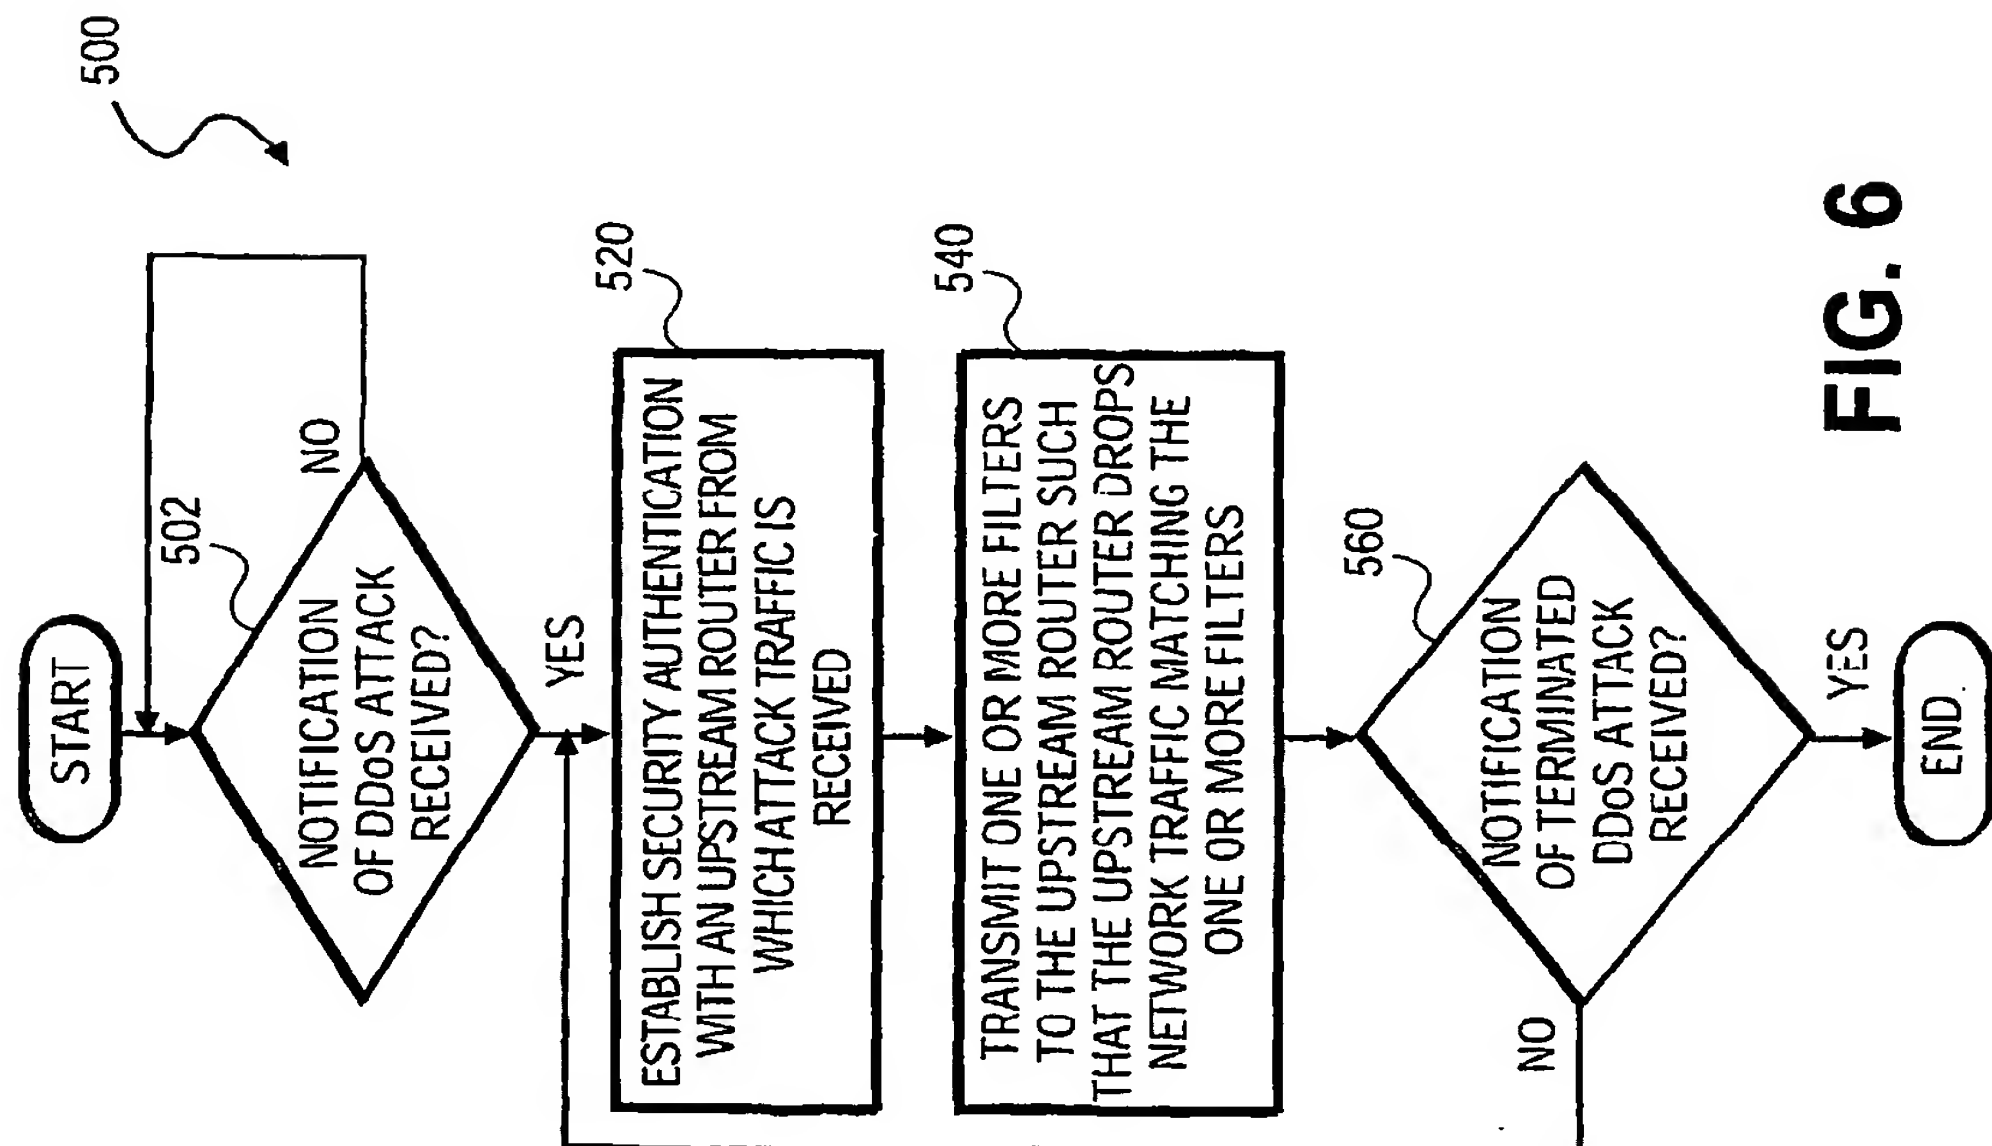 500
START
502
NOTIFICATION
OF DDoS ATTACK
RECEIVED?
NO
YES
520
ESTABLISH SECURITY AUTHENTICATION
WITH AN UPSTREAM ROUTER FROM
WHICH ATTACK TRAFFIC IS
RECEIVED
540
TRANSMIT ONE OR MORE FILTERS
TO THE UPSTREAM ROUTER SUCH
THAT THE UPSTREAM ROUTER DROPS
NETWORK TRAFFIC MATCHING THE
ONE OR MORE FILTERS
560
NOTIFICATION
OF TERMINATED
DDoS ATTACK
RECEIVED?
NO
YES
END
FIG. 6